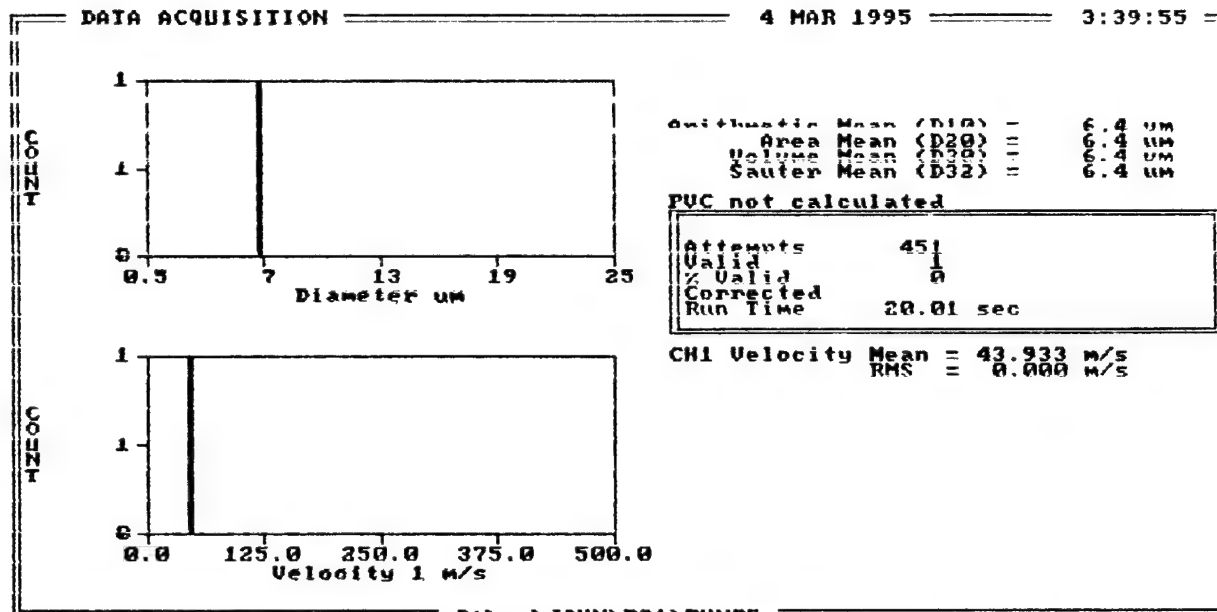 DATA ACQUISITION 4 MAR 1995 3:39:55
COUNT
1
1
0
0.5 7 13 19 25
Diameter um
Arithmetic Mean (D10) = 6.4 um
Area Mean (D20) = 6.4 um
Volume Mean (D30) = 6.4 um
Sauter Mean (D32) = 6.4 um
PVC not calculated
Attempts 451
Valid 1
% Valid 0
Corrected
Run Time 20.01 sec
CH1 Velocity Mean = 43.933 m/s
RMS = 0.000 m/s
COUNT
1
1
0
0.0 125.0 250.0 375.0 500.0
Velocity 1 m/s